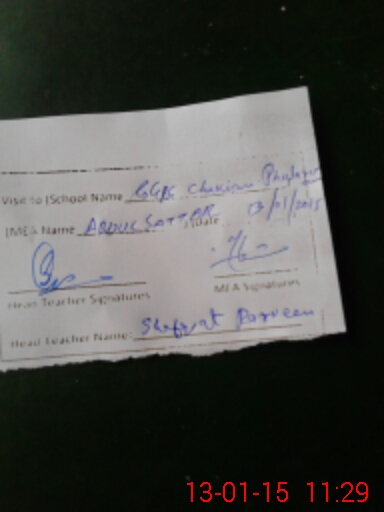 Visit to (School Name GGPS
(MEA Name ABDUL SATTAR )Date 13/01/2015
Head Teacher Signatures MEA Signatures
Head Teacher Name: Shafqat Parveen
13-01-15 11:29